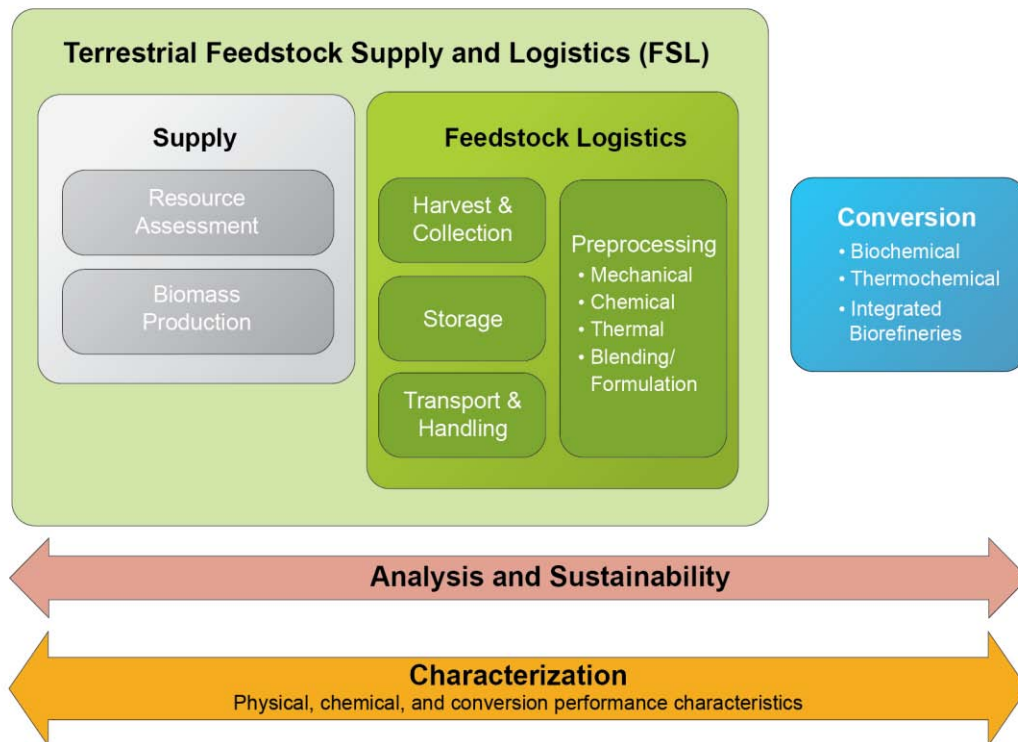 Terrestrial Feedstock Supply and Logistics (FSL)
Supply
Resource
Assessment
Biomass
Production
Feedstock Logistics
Harvest &
Collection
Storage
Transport &
Handling
Preprocessing
• Mechanical
• Chemical
• Thermal
• Blending/
Formulation
Conversion
• Biochemical
• Thermochemical
• Integrated
Biorefineries
Analysis and Sustainability
Characterization
Physical, chemical, and conversion performance characteristics